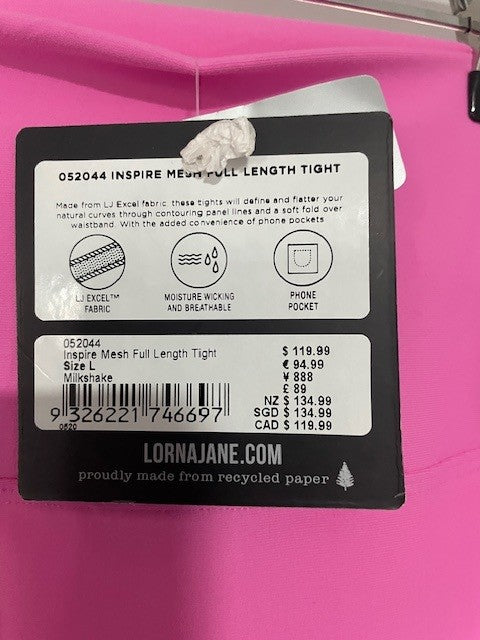 052044 INSPIRE MESH FULL LENGTH TIGHT
Made from LJ Excel fabric, these tights will define and flatter your
natural curves through contouring panel lines and a soft fold over
waistband. With the added convenience of phone pockets
LJ EXCEL™
FABRIC
MOISTURE WICKING
AND BREATHABLE
PHONE
POCKET
052044
Inspire Mesh Full Length Tight
Size L
Milkshake
9 326221 746697
0620
$ 119.99
€ 94.99
¥ 888
£ 89
NZ $ 134.99
SGD $ 134.99
CAD $ 119.99
LORNAJANE.COM
proudly made from recycled paper